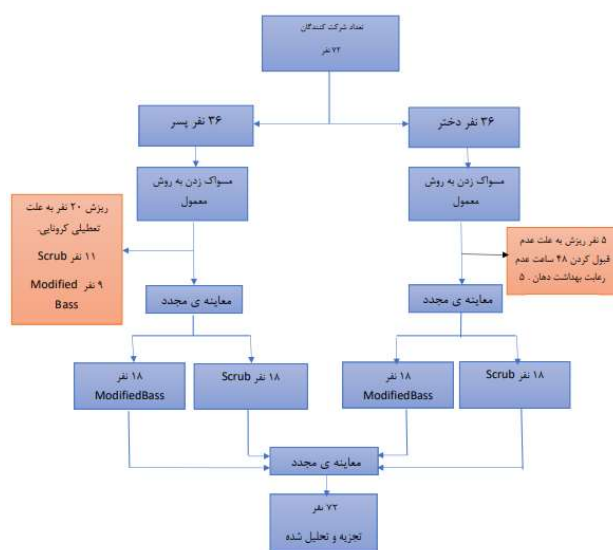 تعداد شرکت کنندگان
۷۲ نفر
۳۶ نفر پسر
۳۶ نفر دختر
مسواک زدن به روش
معمول
مسواک زدن به روش
معمول
ریزش ۲۰ نفر به علت
تعطیلی کرونایی.
۱۱ نفر Scrub
۹ نفر Modified
Bass
۵ نفر ریزش به علت عدم
قبول کردن ۴۸ ساعت عدم
رعایت بهداشت دهان . ۵
معاینه ی مجدد
معاینه ی مجدد
۱۸ نفر
ModifiedBass
۱۸ نفر Scrub
۱۸ نفر
ModifiedBass
۱۸ نفر Scrub
معاینه ی مجدد
۷۲ نفر
تجزیه و تحلیل شده